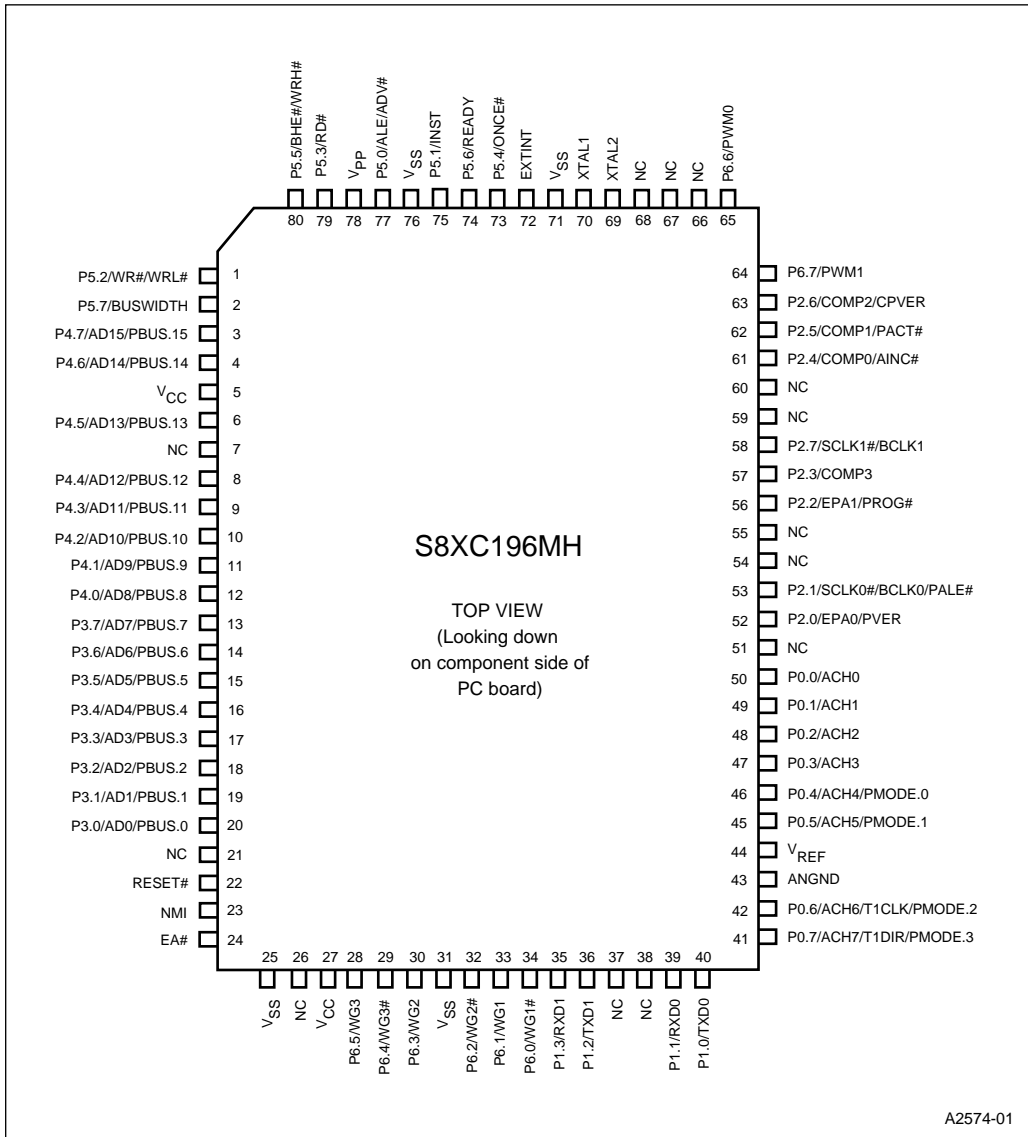 P5.5/BHE#/WRH#
P5.3/RD#
VPP
P5.0/ALE/ADV#
VSS
P5.1/INST
P5.6/READY
P5.4/ONCE#
EXTINT
VSS
XTAL1
XTAL2
NC
NC
NC
P6.6/PWM0
80 79 78 77 76 75 74 73 72 71 70 69 68 67 66 65
P5.2/WR#/WRL# 1
P5.7/BUSWIDTH 2
P4.7/AD15/PBUS.15 3
P4.6/AD14/PBUS.14 4
VCC 5
P4.5/AD13/PBUS.13 6
NC 7
P4.4/AD12/PBUS.12 8
P4.3/AD11/PBUS.11 9
P4.2/AD10/PBUS.10 10
P4.1/AD9/PBUS.9 11
P4.0/AD8/PBUS.8 12
P3.7/AD7/PBUS.7 13
P3.6/AD6/PBUS.6 14
P3.5/AD5/PBUS.5 15
P3.4/AD4/PBUS.4 16
P3.3/AD3/PBUS.3 17
P3.2/AD2/PBUS.2 18
P3.1/AD1/PBUS.1 19
P3.0/AD0/PBUS.0 20
NC 21
RESET# 22
NMI 23
EA# 24
S8XC196MH
TOP VIEW
(Looking down
on component side of
PC board)
64 P6.7/PWM1
63 P2.6/COMP2/CPVER
62 P2.5/COMP1/PACT#
61 P2.4/COMP0/AINC#
60 NC
59 NC
58 P2.7/SCLK1#/BCLK1
57 P2.3/COMP3
56 P2.2/EPA1/PROG#
55 NC
54 NC
53 P2.1/SCLK0#/BCLK0/PALE#
52 P2.0/EPA0/PVER
51 NC
50 P0.0/ACH0
49 P0.1/ACH1
48 P0.2/ACH2
47 P0.3/ACH3
46 P0.4/ACH4/PMODE.0
45 P0.5/ACH5/PMODE.1
44 VREF
43 ANGND
42 P0.6/ACH6/T1CLK/PMODE.2
41 P0.7/ACH7/T1DIR/PMODE.3
25 26 27 28 29 30 31 32 33 34 35 36 37 38 39 40
VSS
NC
VCC
P6.5/WG3
P6.4/WG3#
P6.3/WG2
VSS
P6.2/WG2#
P6.1/WG1
P6.0/WG1#
P1.3/RXD1
P1.2/TXD1
NC
NC
P1.1/RXD0
P1.0/TXD0
A2574-01